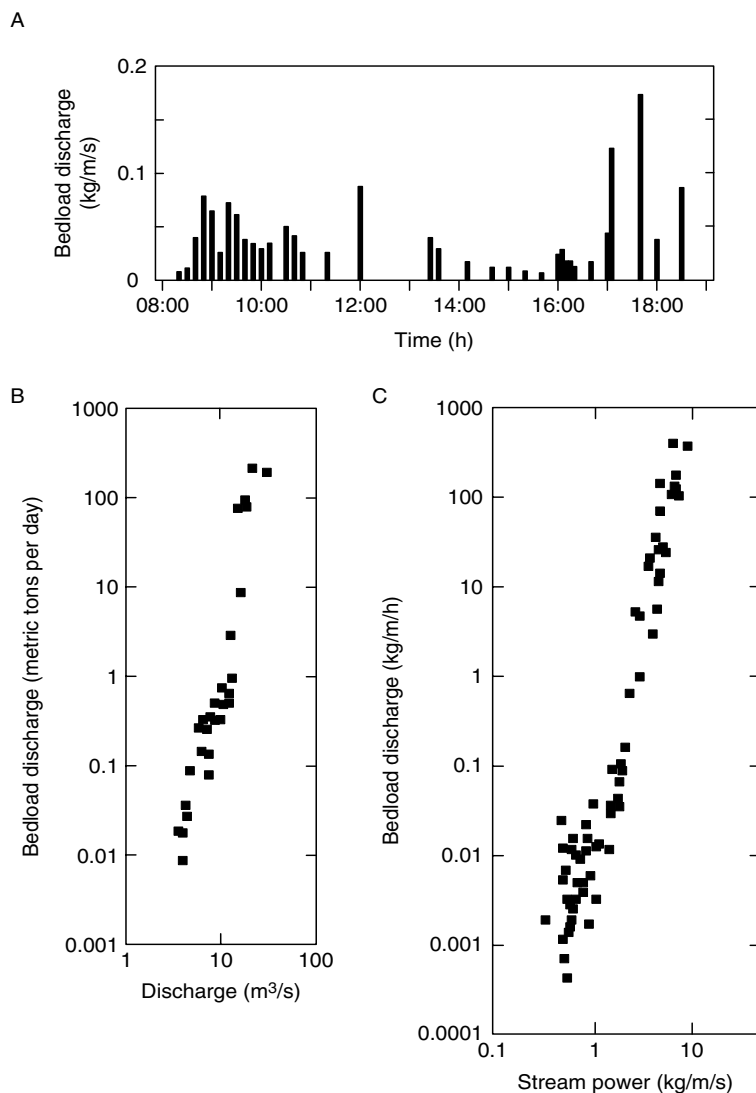 A
Bedload discharge
(kg/m/s)
0.2
0.1
0
08:00 10:00 12:00 14:00 16:00 18:00
Time (h)
B
Bedload discharge (metric tons per day)
1000
100
10
1
0.1
0.01
0.001
1 10 100
Discharge (m³/s)
C
Bedload discharge (kg/m/h)
1000
100
10
1
0.1
0.01
0.001
0.0001
0.1 1 10
Stream power (kg/m/s)